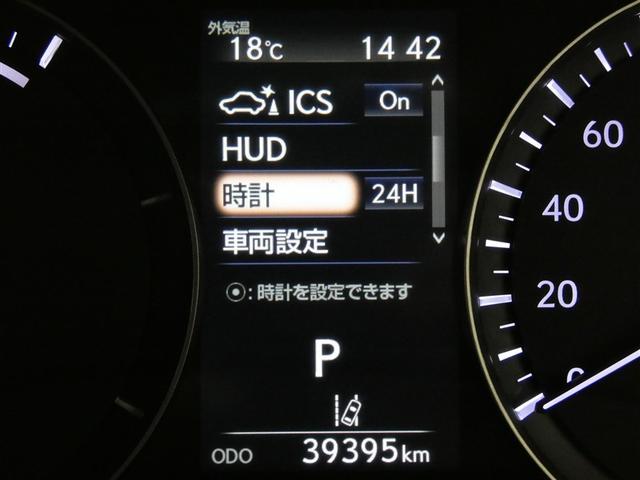 外気温
18℃ 14 42
ICS On
HUD
時計 24H
車両設定
⦿:時計を設定できます
P
ODO 39395km
60
40
20
0